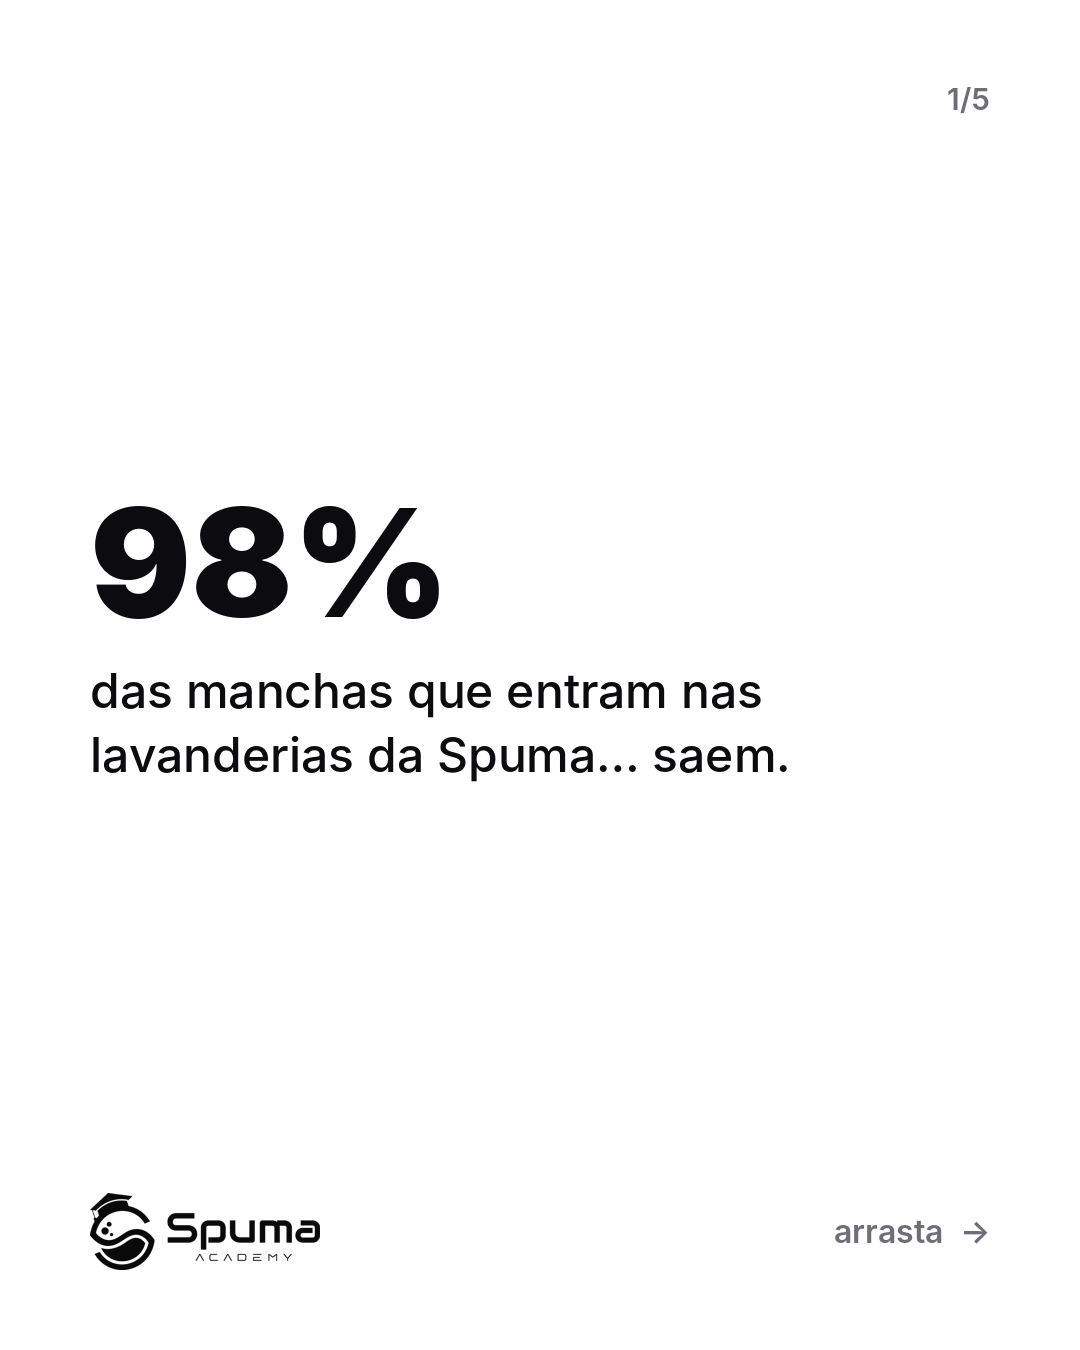 1/5
98%
das manchas que entram nas
lavanderias da Spuma... saem.
Spuma
ACADEMY
arrasta →